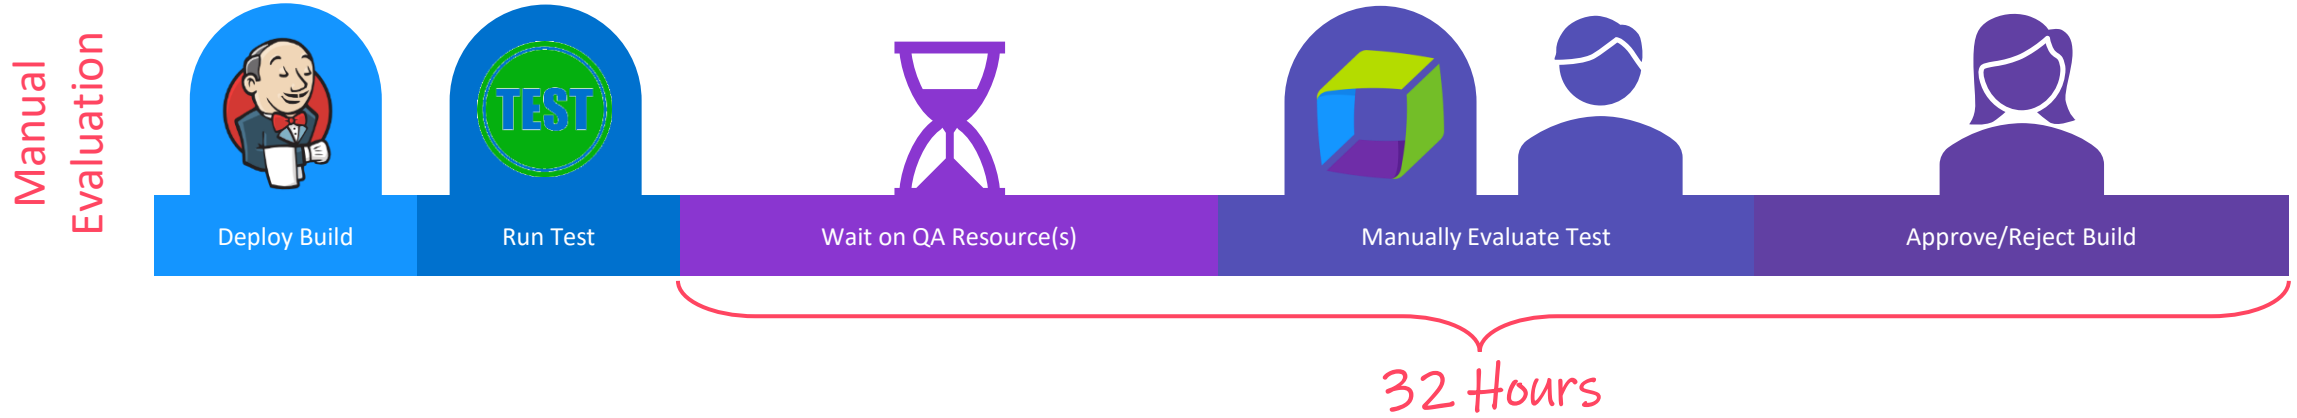 Manual
Evaluation
TEST
Deploy Build
Run Test
Wait on QA Resource(s)
Manually Evaluate Test
Approve/Reject Build
32 Hours